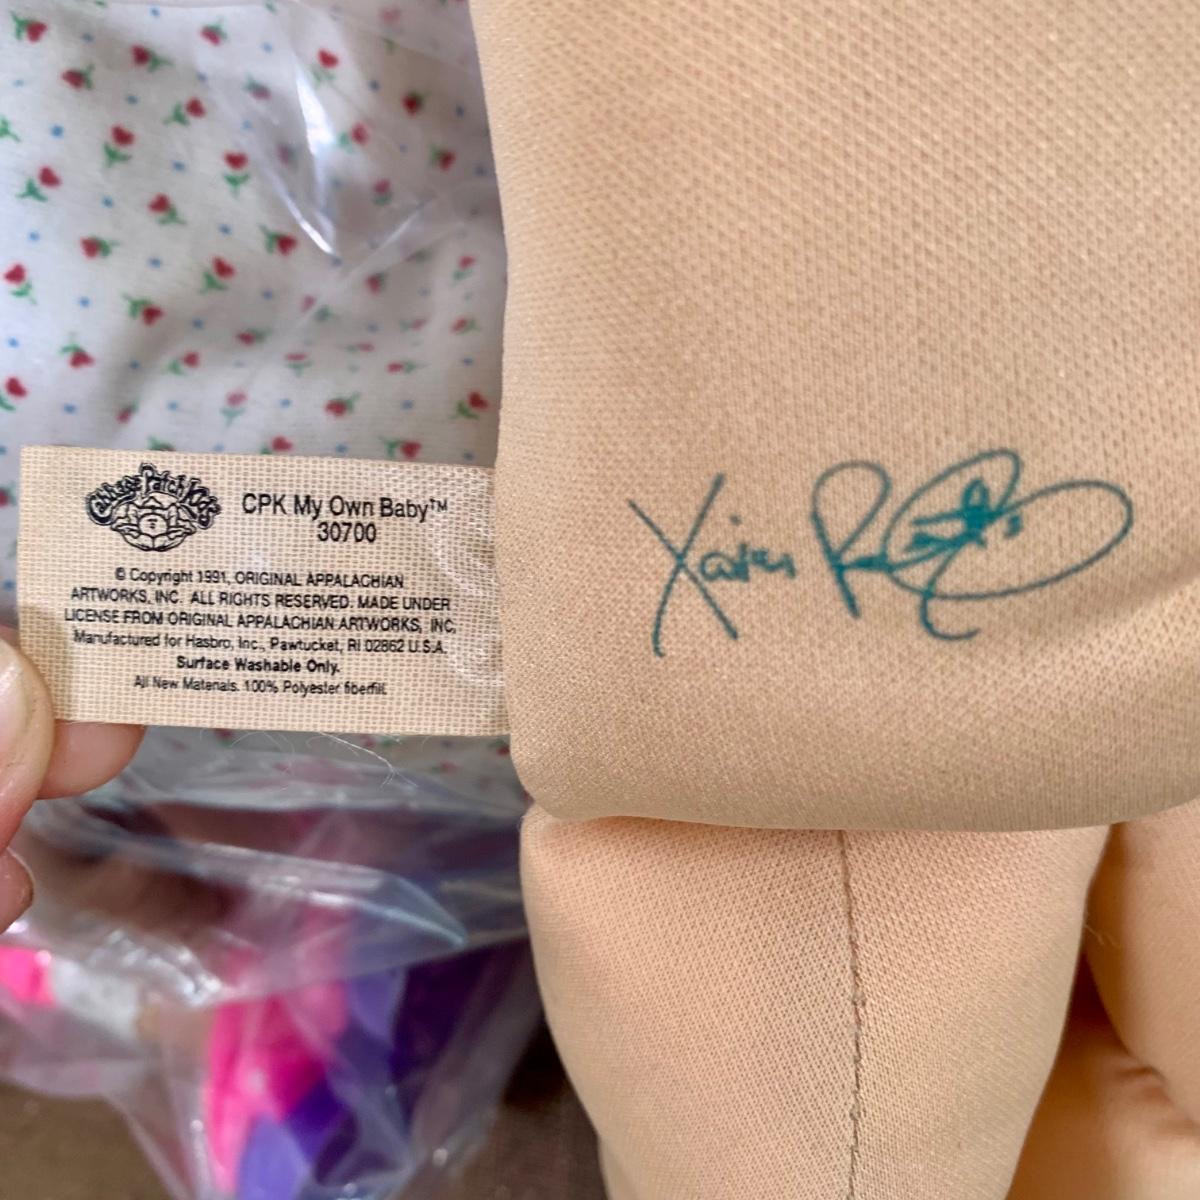 Cabbage Patch Kids
CPK My Own Baby™
30700
© Copyright 1991, ORIGINAL APPALACHIAN
ARTWORKS, INC. ALL RIGHTS RESERVED. MADE UNDER
LICENSE FROM ORIGINAL APPALACHIAN ARTWORKS, INC.
Manufactured for Hasbro, Inc., Pawtucket, RI 02862 U.S.A.
Surface Washable Only.
All New Materials. 100% Polyester fiberfill.
Xavier